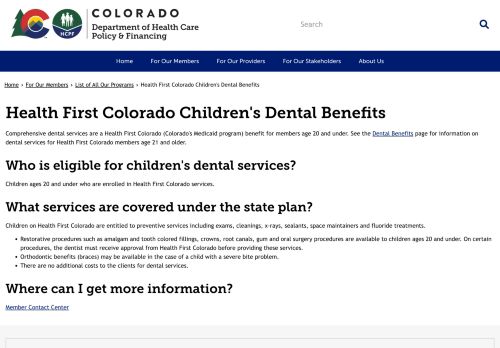 COLORADO
Department of Health Care
Policy & Financing
HCPF
Search
Home
For Our Members
For Our Providers
For Our Stakeholders
About Us
Home › For Our Members › List of All Our Programs › Health First Colorado Children's Dental Benefits
Health First Colorado Children's Dental Benefits
Comprehensive dental services are a Health First Colorado (Colorado's Medicaid program) benefit for members age 20 and under. See the Dental Benefits page for information on
dental services for Health First Colorado members age 21 and older.
Who is eligible for children's dental services?
Children ages 20 and under who are enrolled in Health First Colorado services.
What services are covered under the state plan?
Children on Health First Colorado are entitled to preventive services including exams, cleanings, x-rays, sealants, space maintainers and fluoride treatments.
• Restorative procedures such as amalgam and tooth colored fillings, crowns, root canals, gum and oral surgery procedures are available to children ages 20 and under. On certain
procedures, the dentist must receive approval from Health First Colorado before providing these services.
• Orthodontic benefits (braces) may be available in the case of a child with a severe bite problem.
• There are no additional costs to the clients for dental services.
Where can I get more information?
Member Contact Center